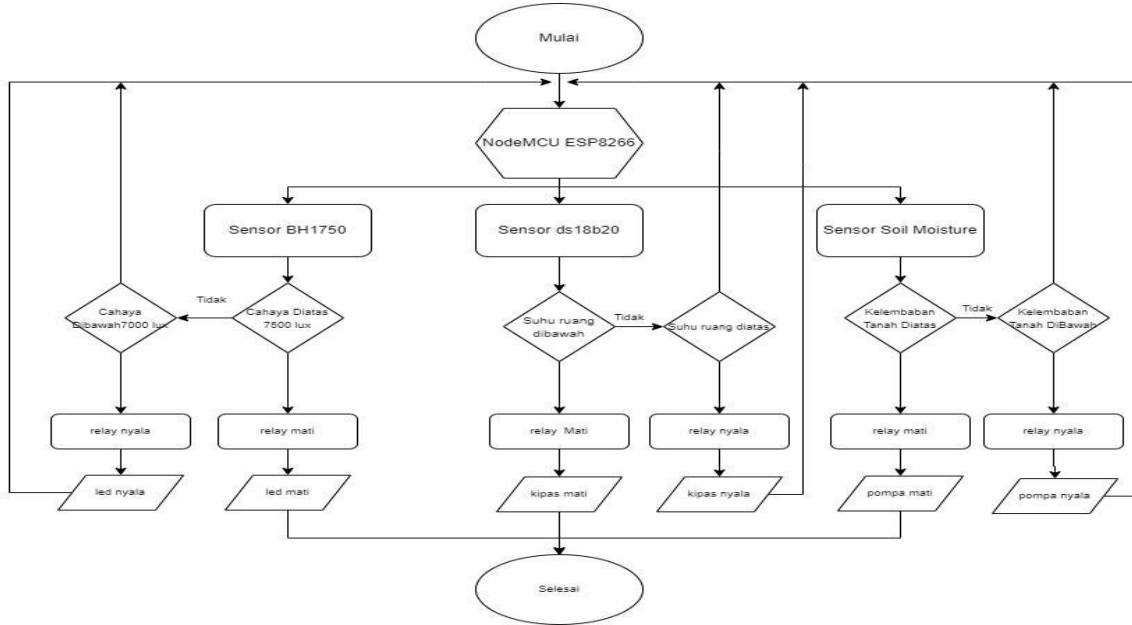 Mulai
NodeMCU ESP8266
Sensor BH1750
Sensor ds18b20
Sensor Soil Moisture
Cahaya
Dibawah7000 lux
Tidak
Cahaya Diatas
7500 lux
Suhu ruang
dibawah
Tidak
Suhu ruang diatas
Kelembaban
Tanah Diatas
Tidak
Kelembaban
Tanah DiBawah
relay nyala
relay mati
relay Mati
relay nyala
relay mati
relay nyala
led nyala
led mati
kipas mati
kipas nyala
pompa mati
pompa nyala
Selesai